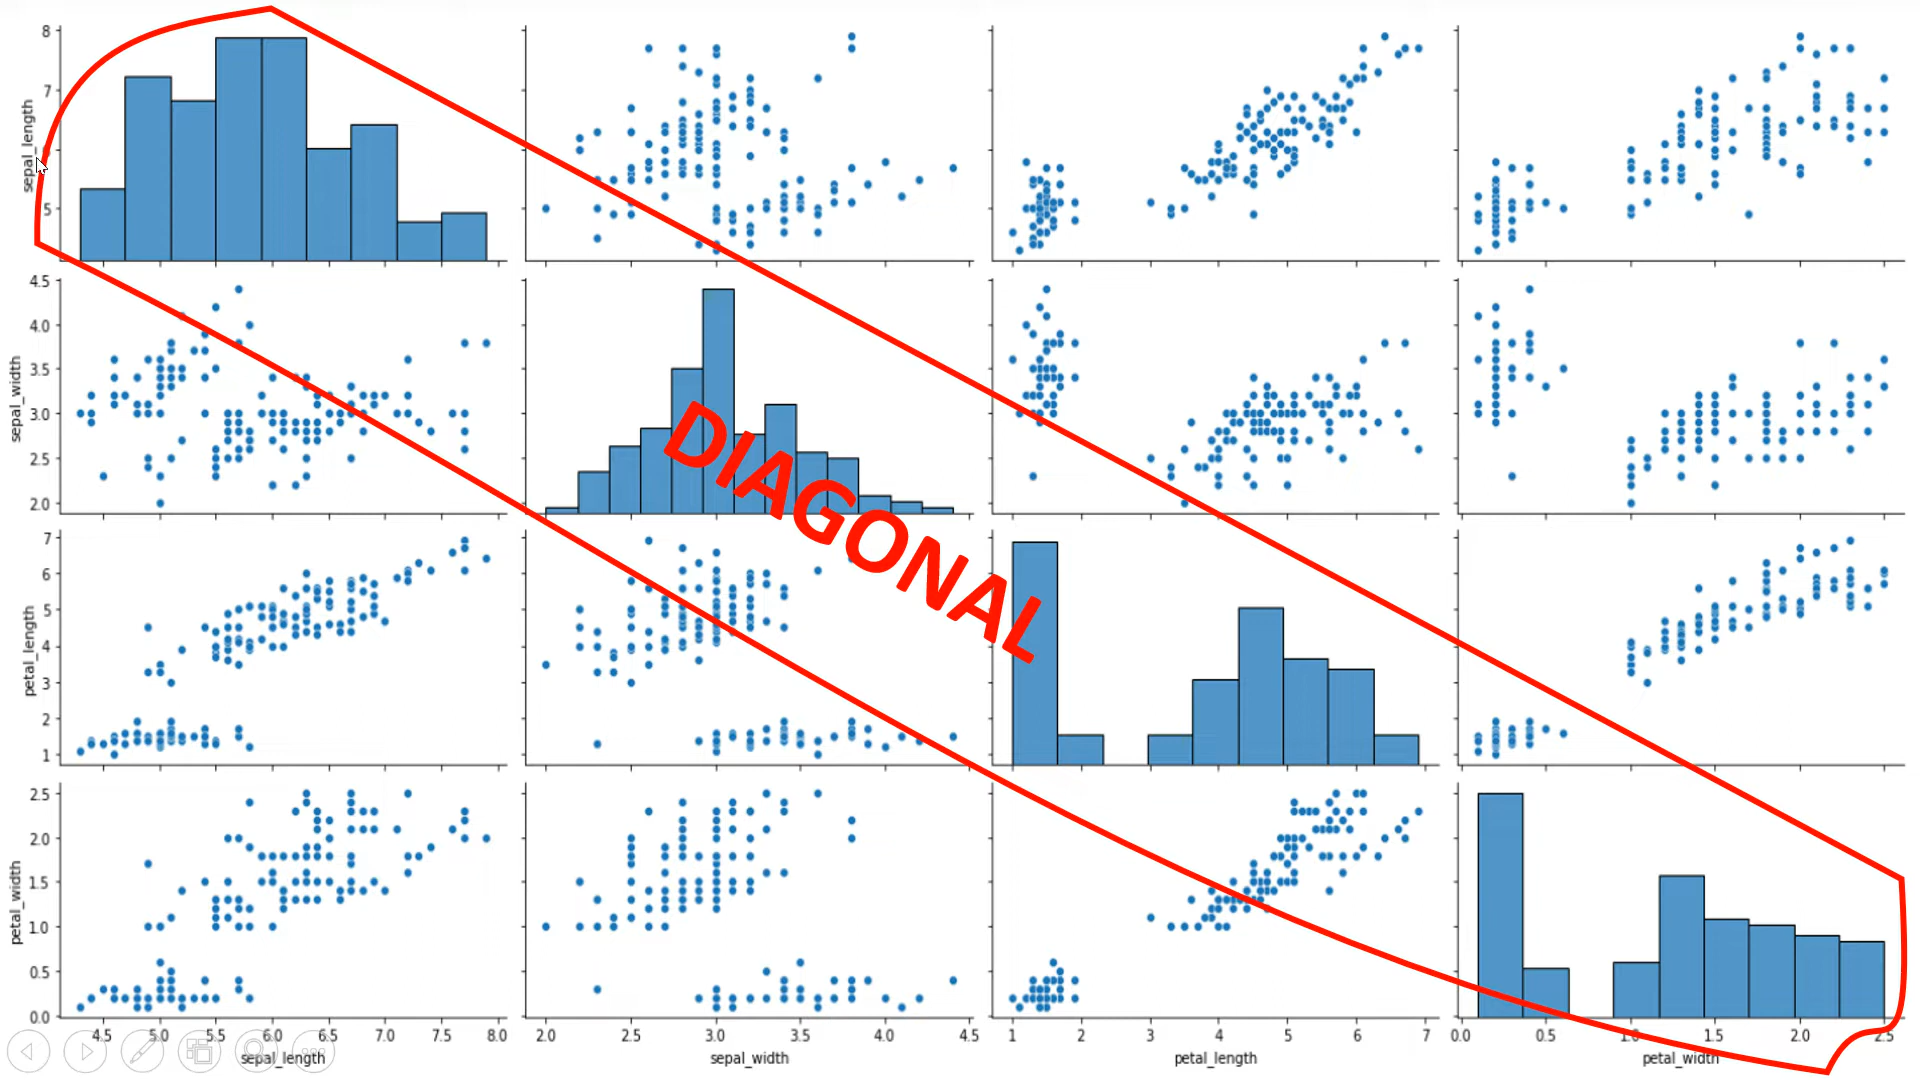 8
7
5
sepal_length
4.5
4.0
3.5
3.0
2.5
2.0
sepal_width
DIAGONAL
7
6
5
4
3
2
1
petal_length
2.5
2.0
1.5
1.0
0.5
0.0
petal_width
4.5 5.0 5.5 6.0 6.5 7.0 7.5 8.0
2.0 2.5 3.0 3.5 4.0 4.5
1 2 3 4 5 6 7
0.0 0.5 1.0 1.5 2.0 2.5
sepal_length
sepal_width
petal_length
petal_width